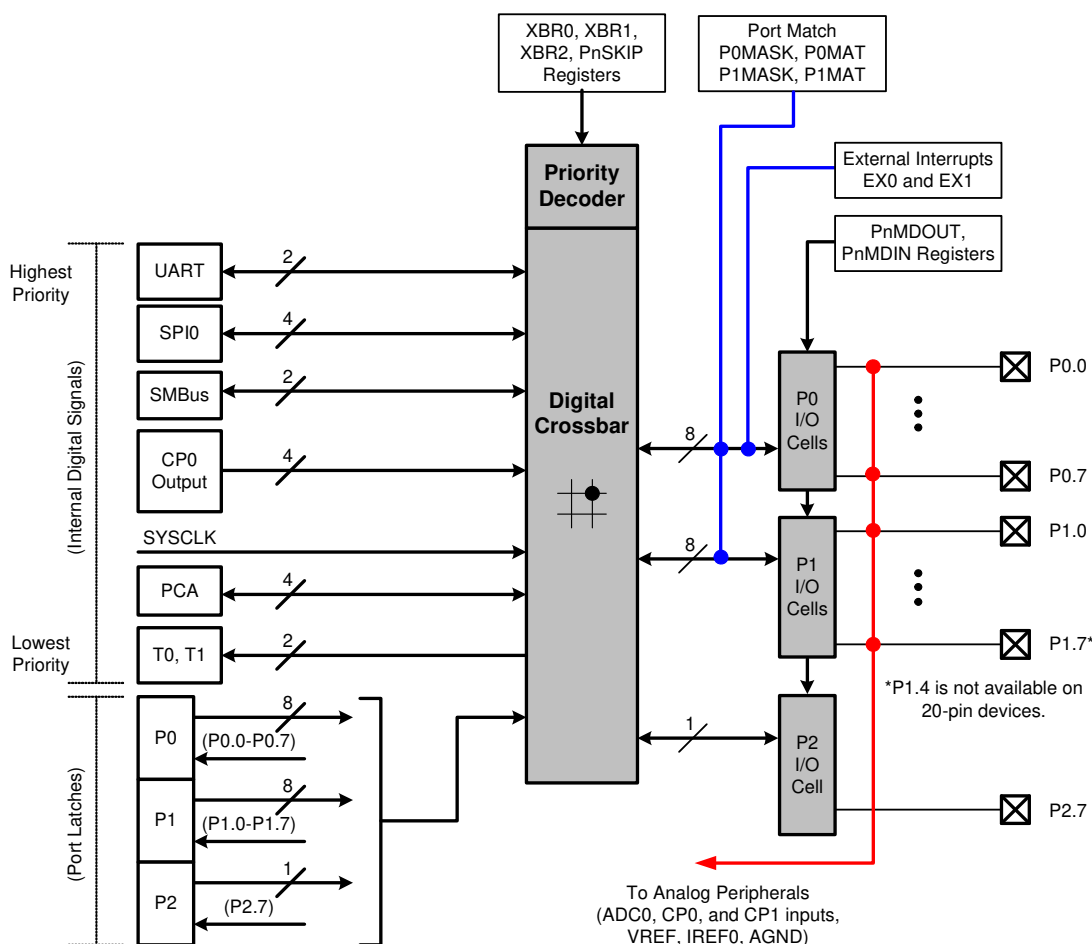 XBR0, XBR1,
XBR2, PnSKIP
Registers
Port Match
P0MASK, P0MAT
P1MASK, P1MAT
External Interrupts
EX0 and EX1
PnMDOUT,
PnMDIN Registers
Priority
Decoder
Digital
Crossbar
Highest
Priority
(Internal Digital Signals)
Lowest
Priority
(Port Latches)
UART
2
SPI0
4
SMBus
2
CP0
Output
4
SYSCLK
PCA
4
T0, T1
2
P0
8
(P0.0-P0.7)
P1
8
(P1.0-P1.7)
P2
1
(P2.7)
8
8
1
P0
I/O
Cells
P1
I/O
Cells
P2
I/O
Cell
P0.0
P0.7
P1.0
P1.7*
*P1.4 is not available on
20-pin devices.
P2.7
To Analog Peripherals
(ADC0, CP0, and CP1 inputs,
VREF, IREF0, AGND)